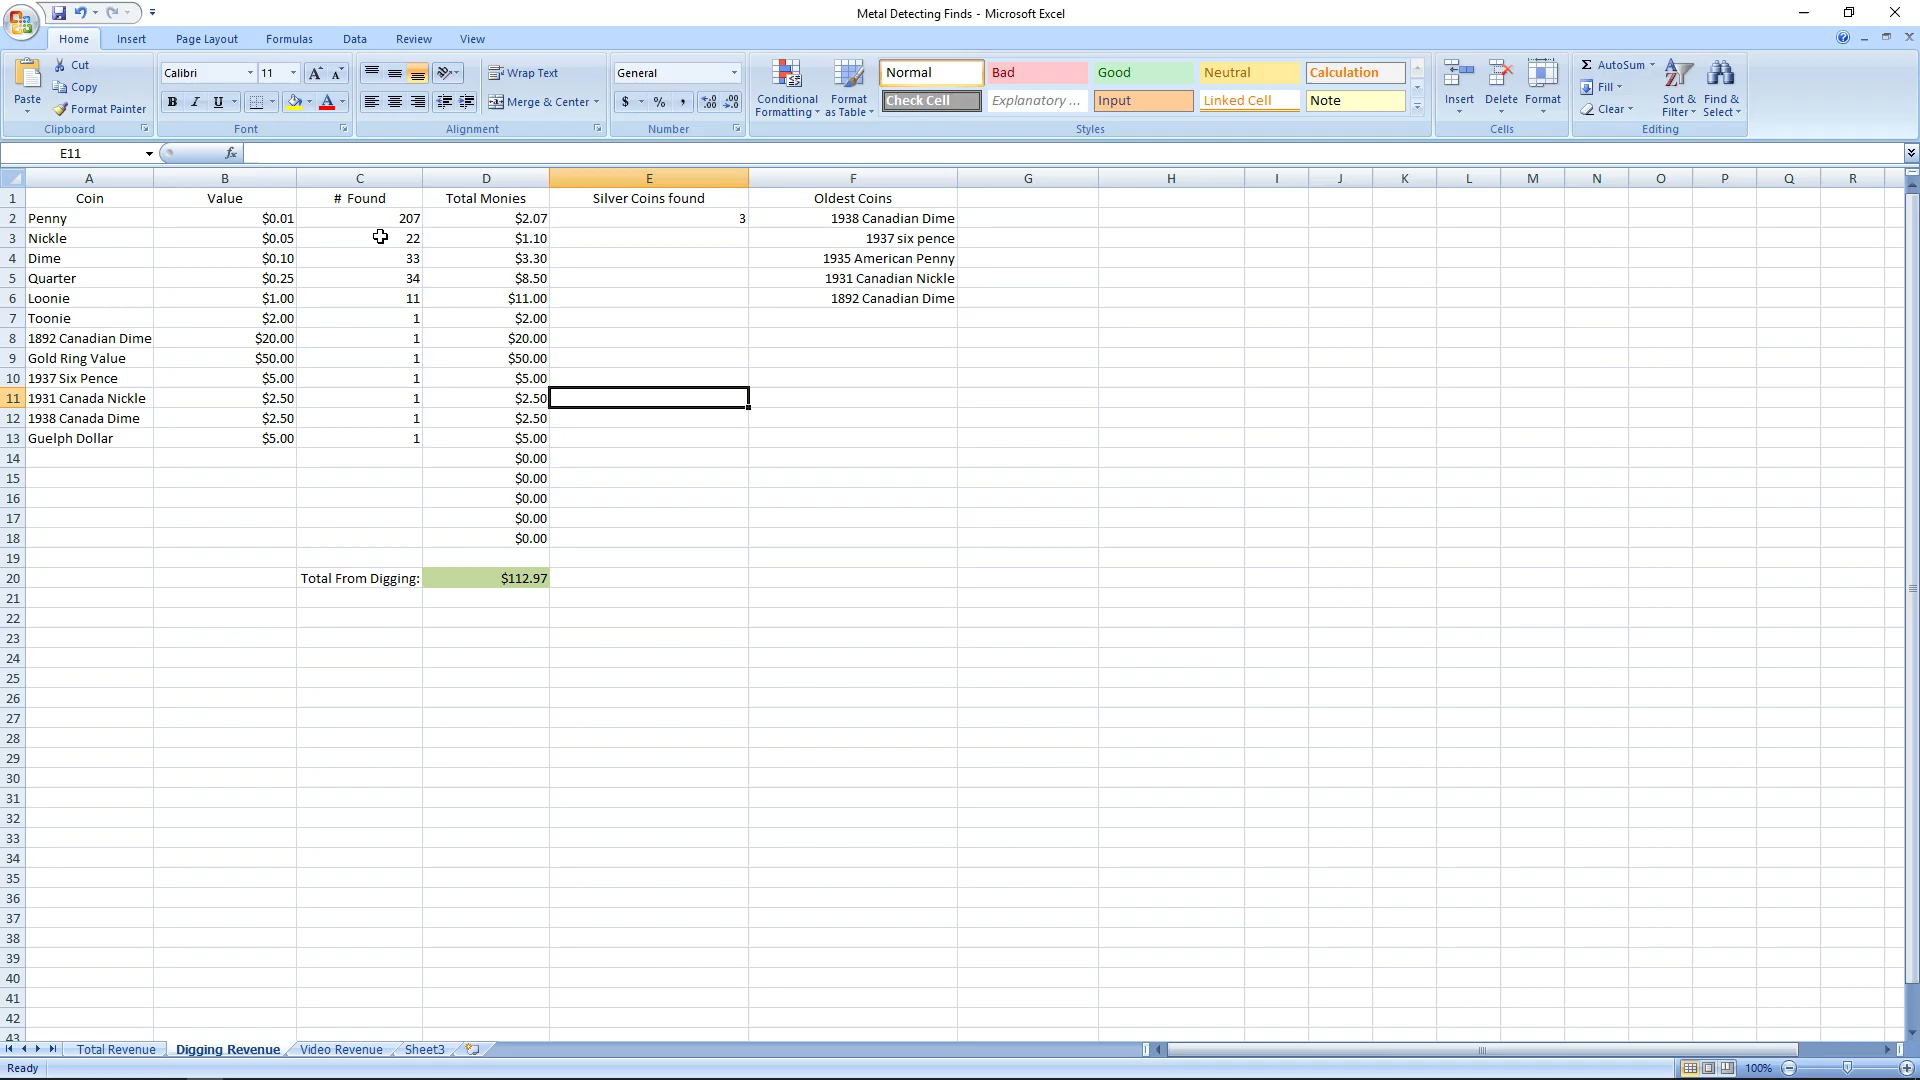 Metal Detecting Finds - Microsoft Excel
Home Insert Page Layout Formulas Data Review View
Paste Cut Copy Format Painter Clipboard
Calibri 11 A A B I U A Font
Wrap Text Merge & Center Alignment
General $ % , .0 .00 .00 .0 Number
Conditional Formatting Format as Table
Normal Bad Good Neutral Calculation
Check Cell Explanatory ... Input Linked Cell Note
Styles
Insert Delete Format Cells
Σ AutoSum Fill Clear Sort & Filter Find & Select Editing
E11 fx
A B C D E F G H I J K L M N O P Q R
1 Coin Value # Found Total Monies Silver Coins found Oldest Coins
2 Penny $0.01 207 $2.07 3 1938 Canadian Dime
3 Nickle $0.05 22 $1.10 1937 six pence
4 Dime $0.10 33 $3.30 1935 American Penny
5 Quarter $0.25 34 $8.50 1931 Canadian Nickle
6 Loonie $1.00 11 $11.00 1892 Canadian Dime
7 Toonie $2.00 1 $2.00
8 1892 Canadian Dime $20.00 1 $20.00
9 Gold Ring Value $50.00 1 $50.00
10 1937 Six Pence $5.00 1 $5.00
11 1931 Canada Nickle $2.50 1 $2.50
12 1938 Canada Dime $2.50 1 $2.50
13 Guelph Dollar $5.00 1 $5.00
14 $0.00
15 $0.00
16 $0.00
17 $0.00
18 $0.00
19
20 Total From Digging: $112.97
21
22
23
24
25
26
27
28
29
30
31
32
33
34
35
36
37
38
39
40
41
42
43
Total Revenue Digging Revenue Video Revenue Sheet3
Ready 100%